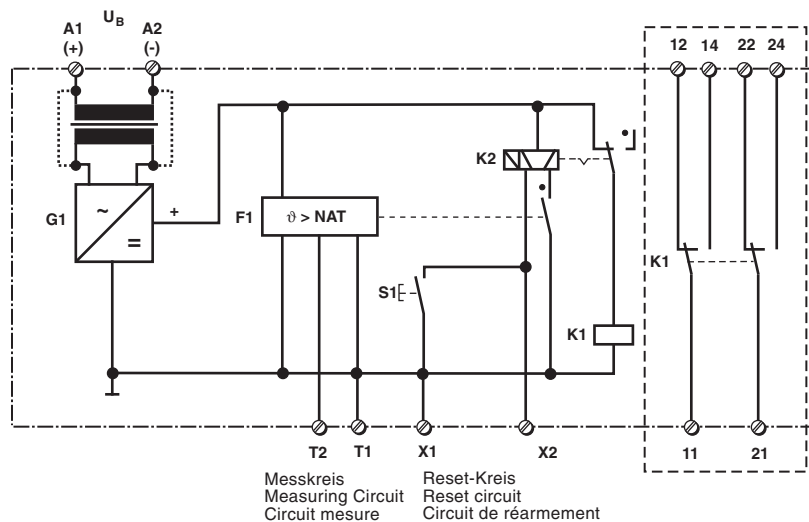 U_B
A1 A2
(+) (-)
12 14 22 24
K2
G1 ~ = +
F1 ϑ > NAT
S1
K1
K1
T2 T1 X1 X2
11 21
Messkreis
Measuring Circuit
Circuit mesure
Reset-Kreis
Reset circuit
Circuit de réarmement